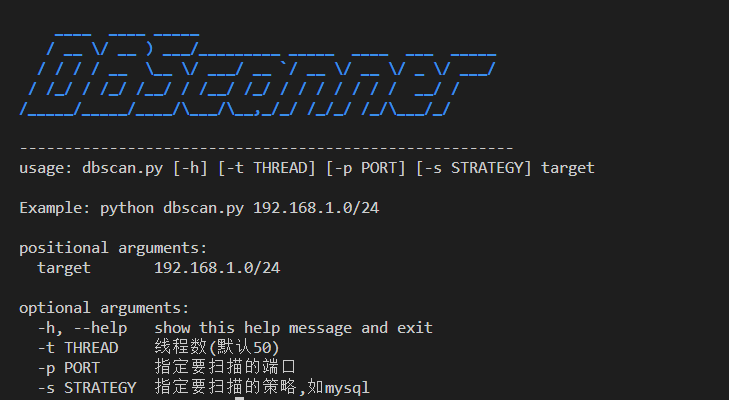 DBScanner
-------------------------------------------------------
usage: dbscan.py [-h] [-t THREAD] [-p PORT] [-s STRATEGY] target
Example: python dbscan.py 192.168.1.0/24
positional arguments:
target 192.168.1.0/24
optional arguments:
-h, --help show this help message and exit
-t THREAD 线程数(默认50)
-p PORT 指定要扫描的端口
-s STRATEGY 指定要扫描的策略,如mysql